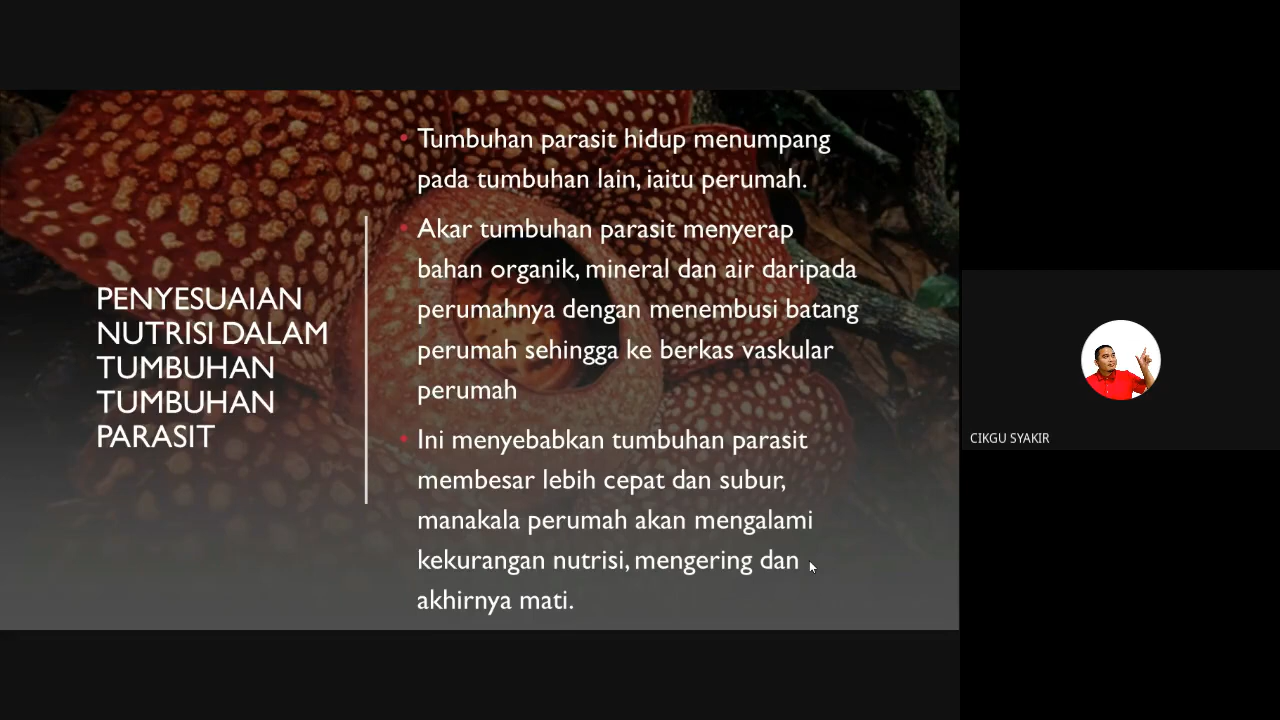 PENYESUAIAN
NUTRISI DALAM
TUMBUHAN
TUMBUHAN
PARASIT
Tumbuhan parasit hidup menumpang
pada tumbuhan lain, iaitu perumah.
Akar tumbuhan parasit menyerap
bahan organik, mineral dan air daripada
perumahnya dengan menembusi batang
perumah sehingga ke berkas vaskular
perumah
Ini menyebabkan tumbuhan parasit
membesar lebih cepat dan subur,
manakala perumah akan mengalami
kekurangan nutrisi, mengering dan
akhirnya mati.
CIKGU SYAKIR